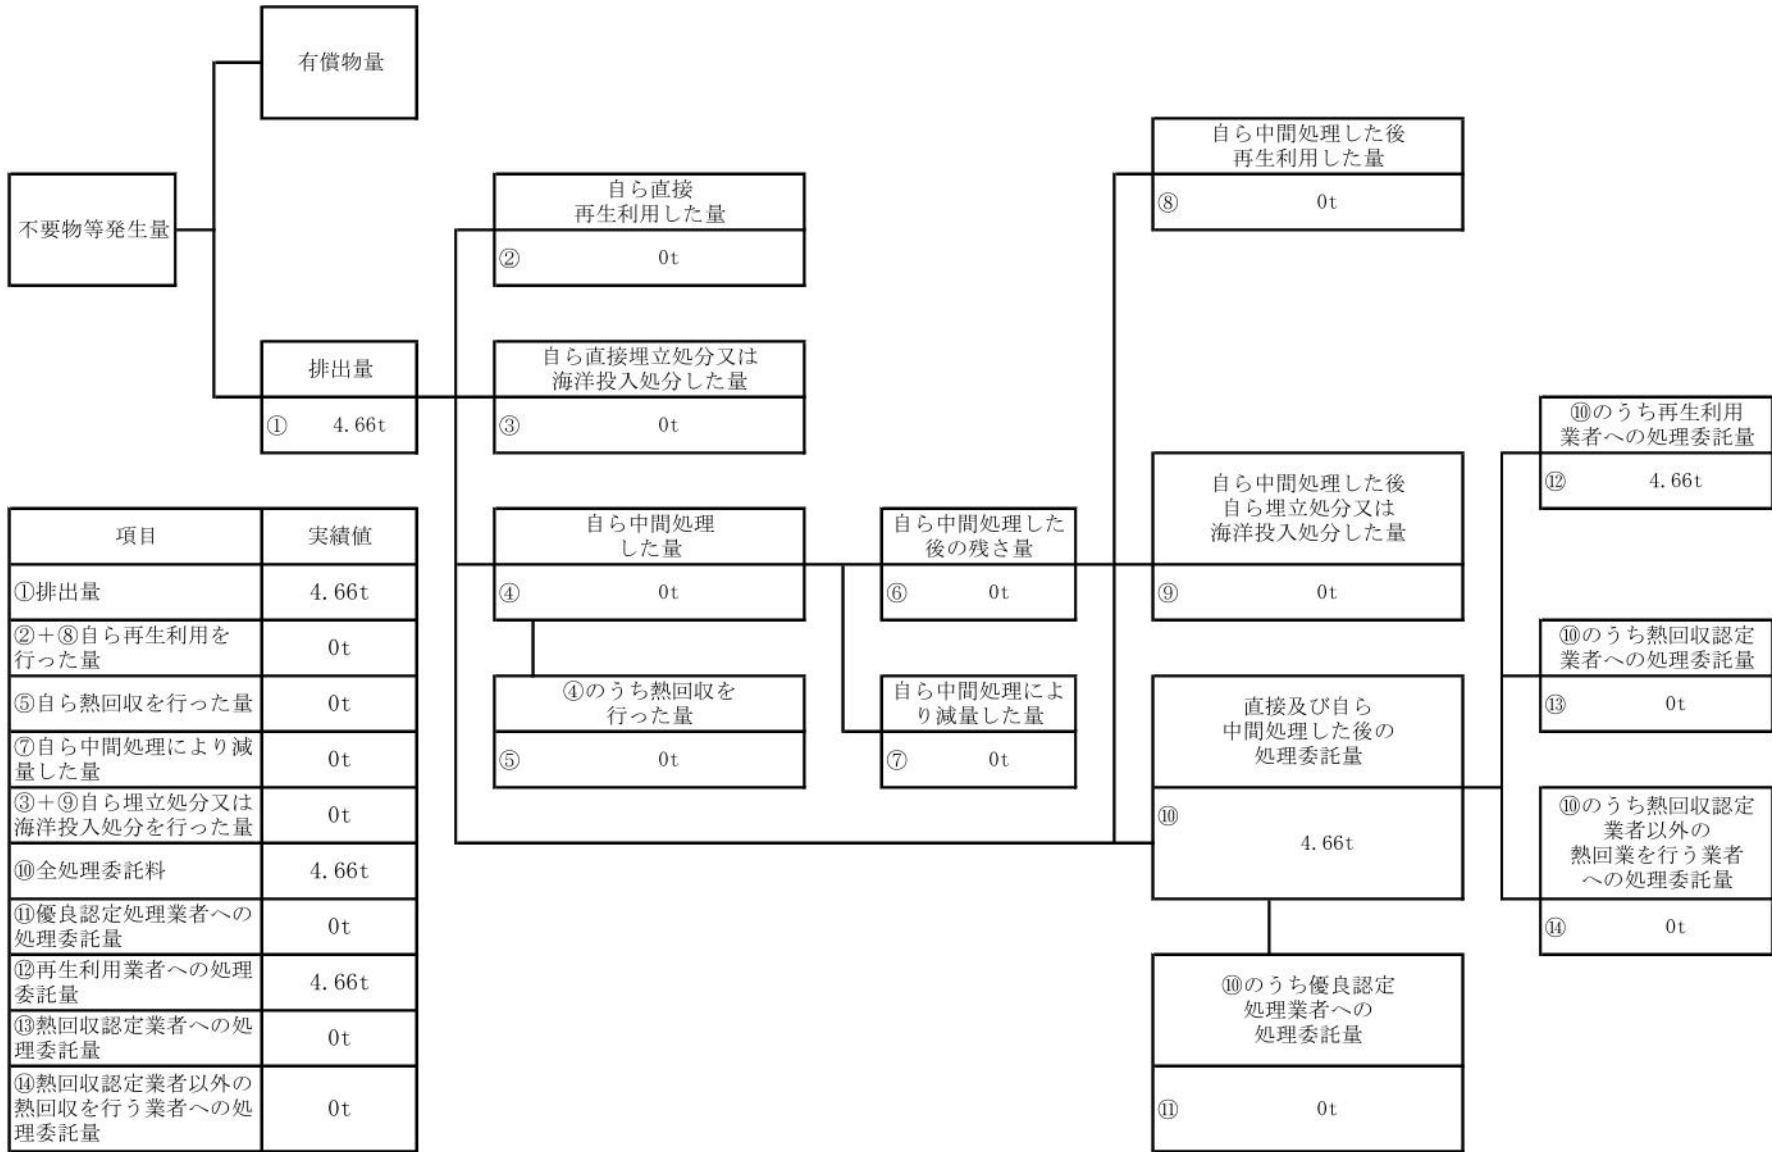 有償物量
不要物等発生量
排出量
① 4.66t
自ら直接
再生利用した量
② 0t
自ら直接埋立処分又は
海洋投入処分した量
③ 0t
自ら中間処理
した量
④ 0t
④のうち熱回収を
行った量
⑤ 0t
自ら中間処理した
後の残さ量
⑥ 0t
自ら中間処理によ
り減量した量
⑦ 0t
自ら中間処理した後
再生利用した量
⑧ 0t
自ら中間処理した後
自ら埋立処分又は
海洋投入処分した量
⑨ 0t
直接及び自ら
中間処理した後の
処理委託量
⑩
4.66t
⑩のうち優良認定
処理業者への
処理委託量
⑪ 0t
⑩のうち再生利用
業者への処理委託量
⑫ 4.66t
⑩のうち熱回収認定
業者への処理委託量
⑬ 0t
⑩のうち熱回収認定
業者以外の
熱回業を行う業者
への処理委託量
⑭ 0t
項目 実績値
①排出量 4.66t
②+⑧自ら再生利用を
行った量
0t
⑤自ら熱回収を行った量 0t
⑦自ら中間処理により減
量した量
0t
③+⑨自ら埋立処分又は
海洋投入処分を行った量
0t
⑩全処理委託料 4.66t
⑪優良認定処理業者への
処理委託量
0t
⑫再生利用業者への処理
委託量
4.66t
⑬熱回収認定業者への処
理委託量
0t
⑭熱回収認定業者以外の
熱回収を行う業者への処
理委託量
0t